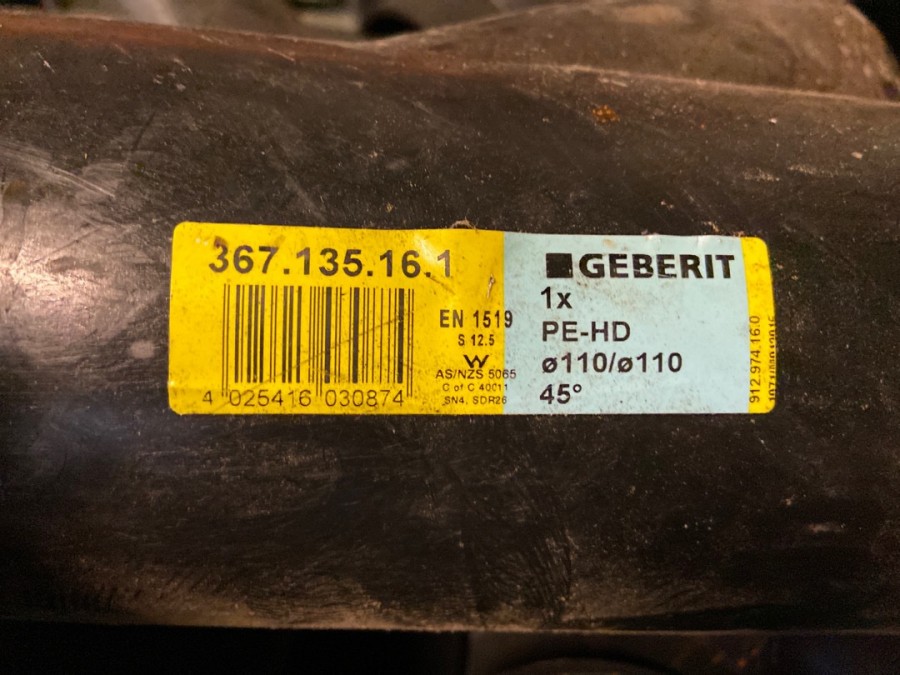 367.135.16.1
4 025416 030874
EN 1519
S 12.5
AS/NZS 5065
C of C 40011
SN4, SDR26
GEBERIT
1x
PE-HD
ø110/ø110
45°
912.974.16.0